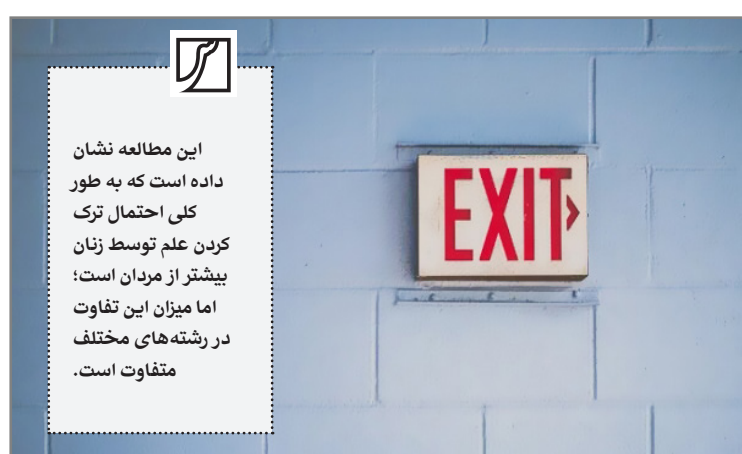 این مطالعه نشان
داده است که به طور
کلی احتمال ترک
کردن علم توسط زنان
بیشتر از مردان است؛
اما میزان این تفاوت
در رشته‌های مختلف
متفاوت است.
EXIT